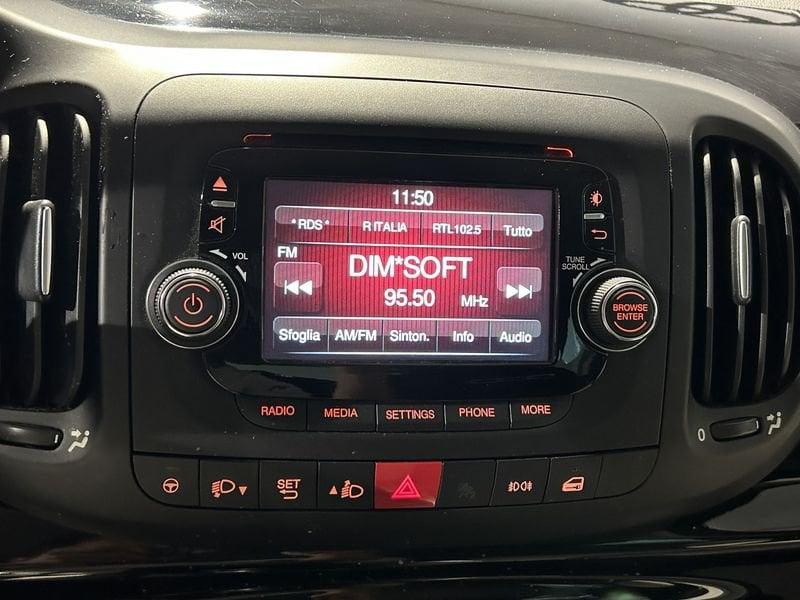 11:50
*RDS* R ITALIA RTL102.5 Tutto
FM
DIM*SOFT
95.50 MHz
Sfoglia AM/FM Sinton. Info Audio
VOL
TUNE
SCROLL
BROWSE
ENTER
RADIO MEDIA SETTINGS PHONE MORE
SET
0